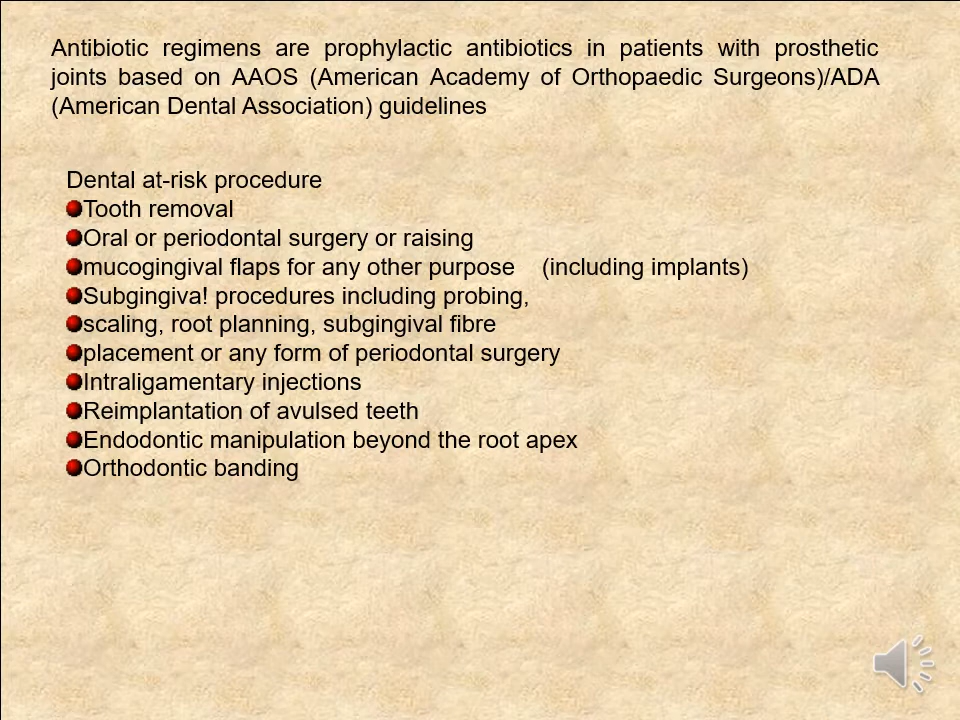 Antibiotic regimens are prophylactic antibiotics in patients with prosthetic
joints based on AAOS (American Academy of Orthopaedic Surgeons)/ADA
(American Dental Association) guidelines
Dental at-risk procedure
Tooth removal
Oral or periodontal surgery or raising
mucogingival flaps for any other purpose (including implants)
Subgingiva! procedures including probing,
scaling, root planning, subgingival fibre
placement or any form of periodontal surgery
Intraligamentary injections
Reimplantation of avulsed teeth
Endodontic manipulation beyond the root apex
Orthodontic banding